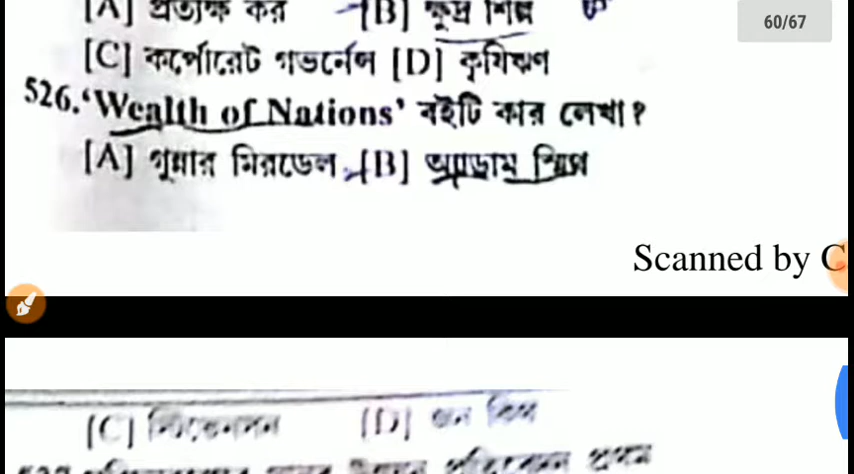 [A] প্রত্যক্ষ কর [B] ক্ষুদ্র শিল্প
60/67
[C] কর্পোরেট গভর্নেন্স [D] কৃষিঋণ
526. ‘Wealth of Nations’ বইটি কার লেখা?
[A] গুন্নার মিরডেল [B] অ্যাডাম স্মিথ
Scanned by C
[C] [D]